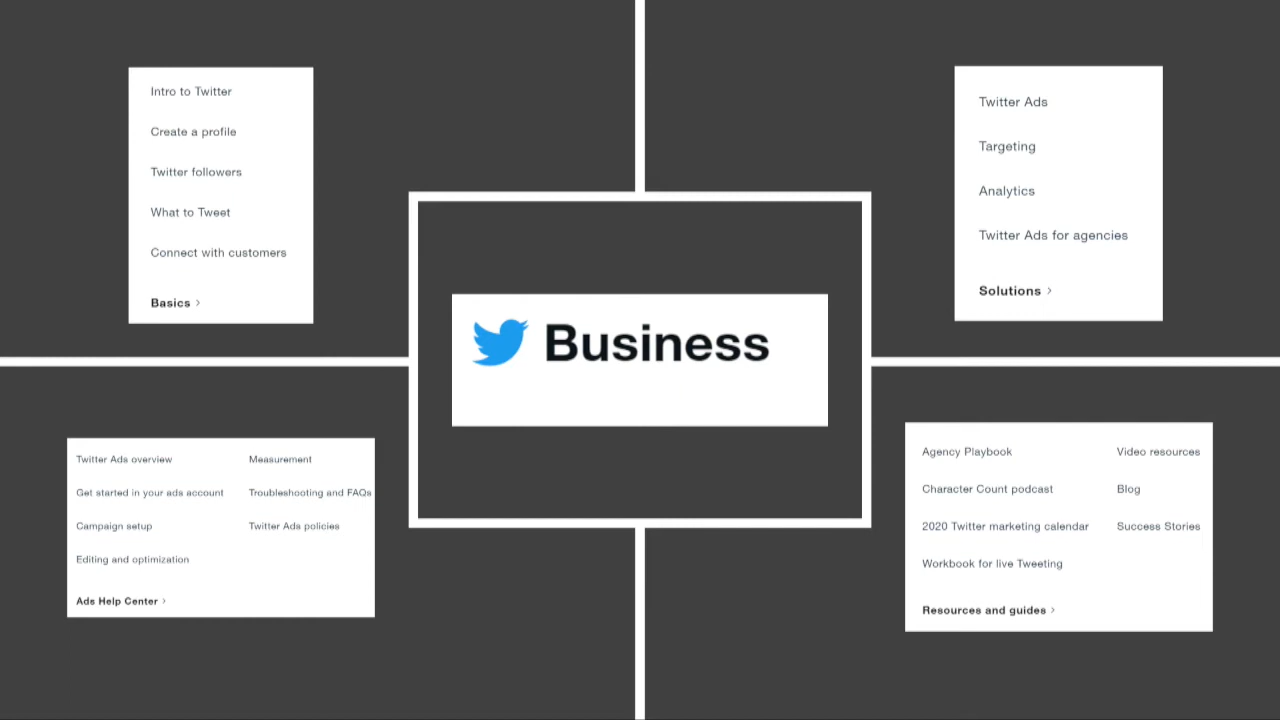 Intro to Twitter
Create a profile
Twitter followers
What to Tweet
Connect with customers
Basics >
Twitter Ads
Targeting
Analytics
Twitter Ads for agencies
Solutions >
Business
Twitter Ads overview
Get started in your ads account
Campaign setup
Editing and optimization
Measurement
Troubleshooting and FAQs
Twitter Ads policies
Ads Help Center >
Agency Playbook
Character Count podcast
2020 Twitter marketing calendar
Workbook for live Tweeting
Video resources
Blog
Success Stories
Resources and guides >